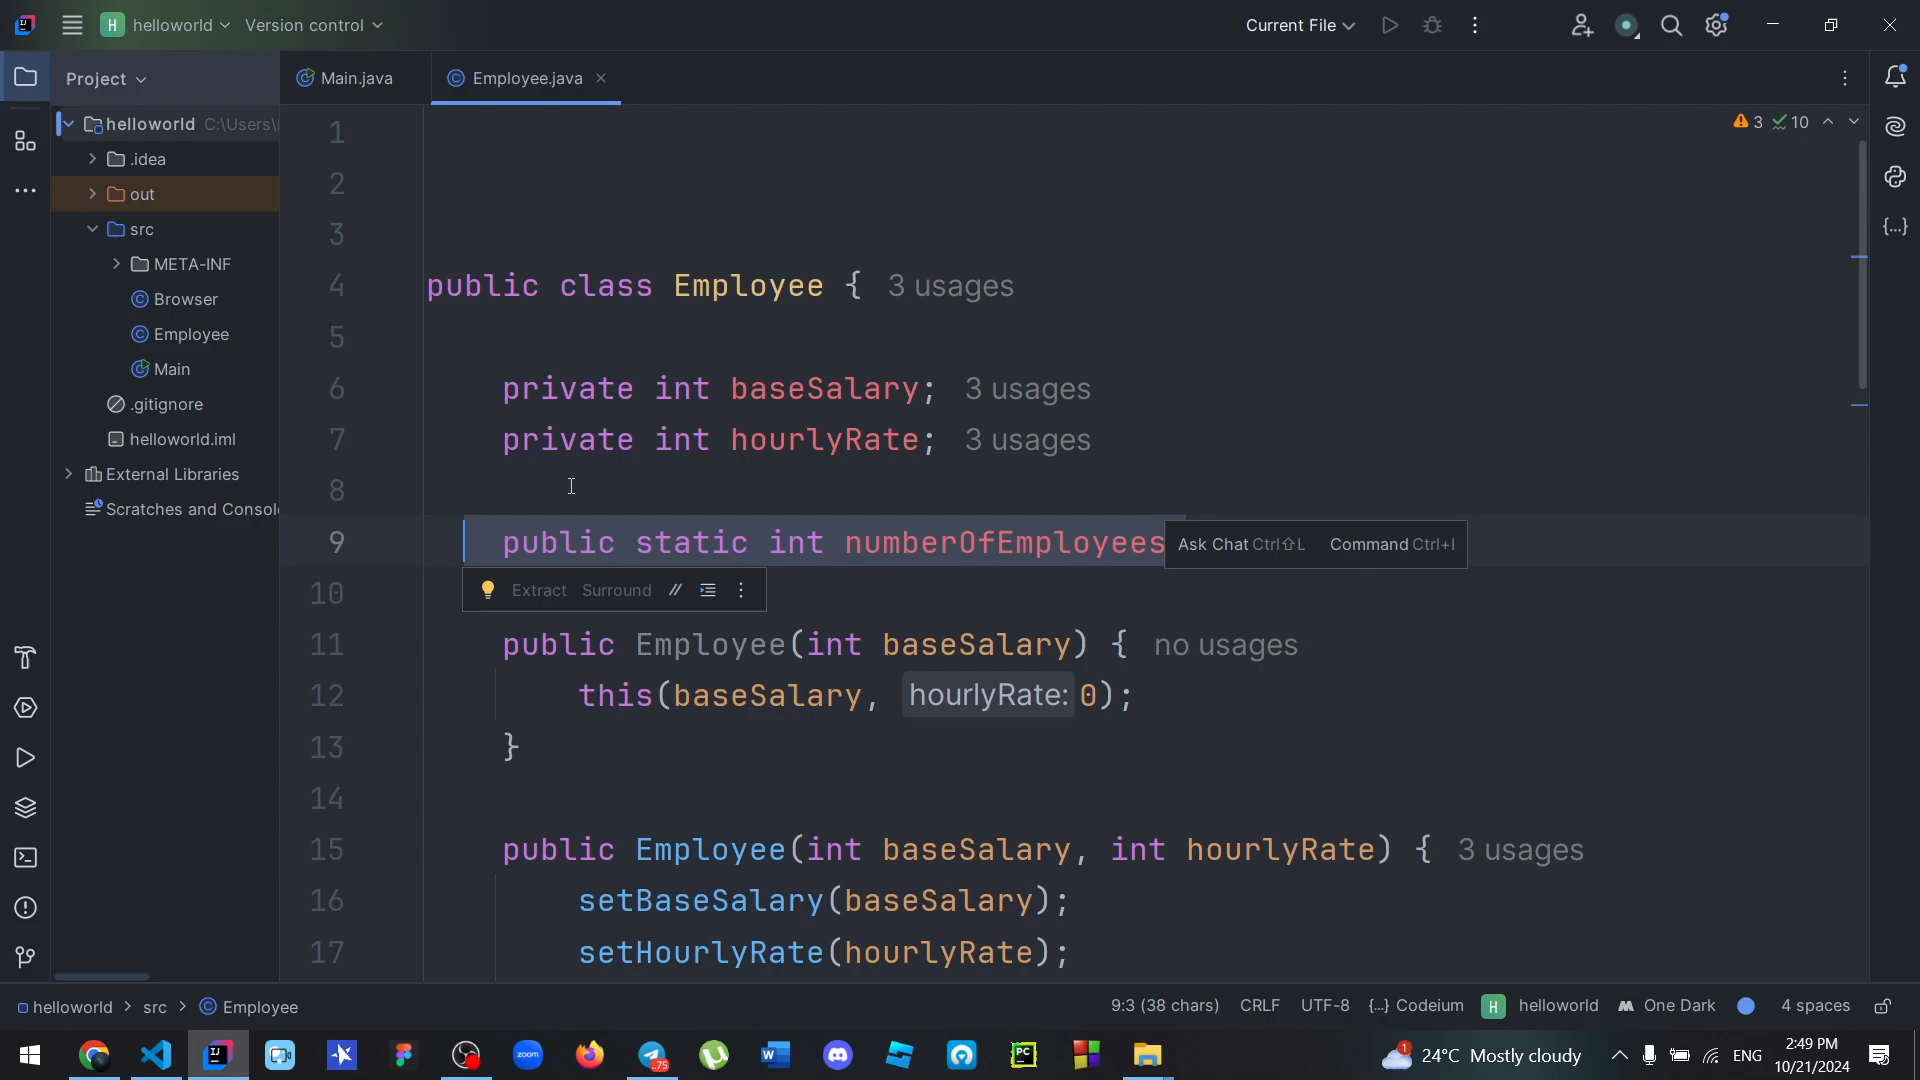 helloworld Version control Current File
Project Main.java Employee.java
helloworld C:\Users\
.idea
out
src
META-INF
Browser
Employee
Main
.gitignore
helloworld.iml
External Libraries
Scratches and Consol
3 10
1
2
3
4 public class Employee { 3 usages
5
6 private int baseSalary; 3 usages
7 private int hourlyRate; 3 usages
8
9 public static int numberOfEmployees Ask Chat Ctrl⇧L Command Ctrl+I
10 Extract Surround //
11 public Employee(int baseSalary) { no usages
12 this(baseSalary, hourlyRate: 0);
13 }
14
15 public Employee(int baseSalary, int hourlyRate) { 3 usages
16 setBaseSalary(baseSalary);
17 setHourlyRate(hourlyRate);
helloworld > src > Employee 9:3 (38 chars) CRLF UTF-8 {...} Codeium H helloworld One Dark 4 spaces
24°C Mostly cloudy ENG 2:49 PM
10/21/2024